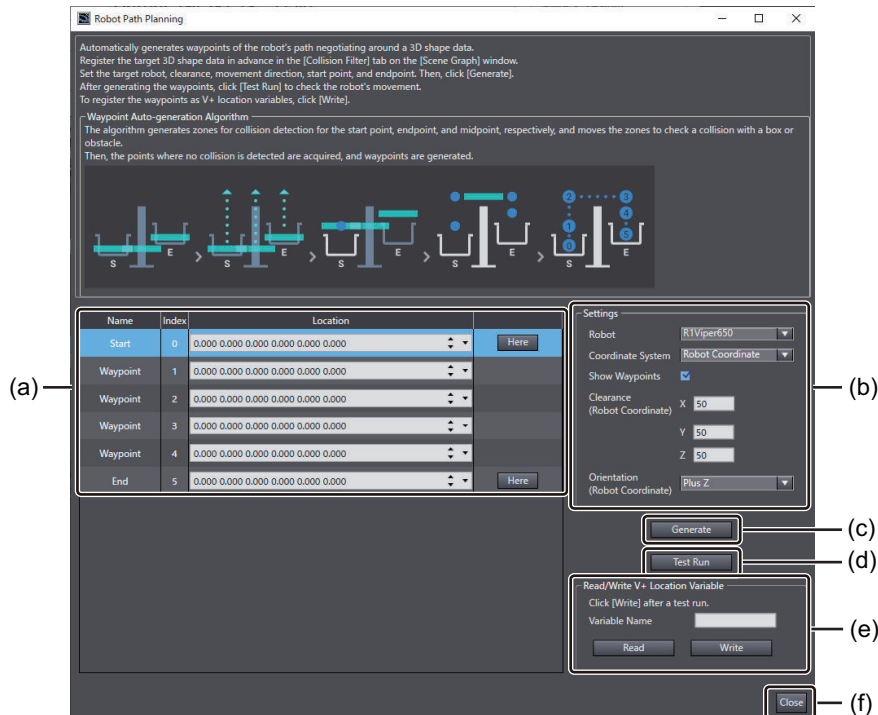 Robot Path Planning
Automatically generates waypoints of the robot's path negotiating around a 3D shape data.
Register the target 3D shape data in advance in the [Collision Filter] tab on the [Scene Graph] window.
Set the target robot, clearance, movement direction, start point, and endpoint. Then, click [Generate].
After generating the waypoints, click [Test Run] to check the robot's movement.
To register the waypoints as V+ location variables, click [Write].
Waypoint Auto-generation Algorithm
The algorithm generates zones for collision detection for the start point, endpoint, and midpoint, respectively, and moves the zones to check a collision with a box or
obstacle.
Then, the points where no collision is detected are acquired, and waypoints are generated.
S E > S E > S E > S E > 0 1 2 3 4 5 S E
Name Index Location
Start 0 0.000 0.000 0.000 0.000 0.000 0.000 Here
Waypoint 1 0.000 0.000 0.000 0.000 0.000 0.000
Waypoint 2 0.000 0.000 0.000 0.000 0.000 0.000
Waypoint 3 0.000 0.000 0.000 0.000 0.000 0.000
Waypoint 4 0.000 0.000 0.000 0.000 0.000 0.000
End 5 0.000 0.000 0.000 0.000 0.000 0.000 Here
(a)
Settings
Robot R1Viper650
Coordinate System Robot Coordinate
Show Waypoints
Clearance
(Robot Coordinate) X 50
Y 50
Z 50
Orientation
(Robot Coordinate) Plus Z
(b)
Generate (c)
Test Run (d)
Read/Write V+ Location Variable
Click [Write] after a test run.
Variable Name
Read Write
(e)
Close (f)